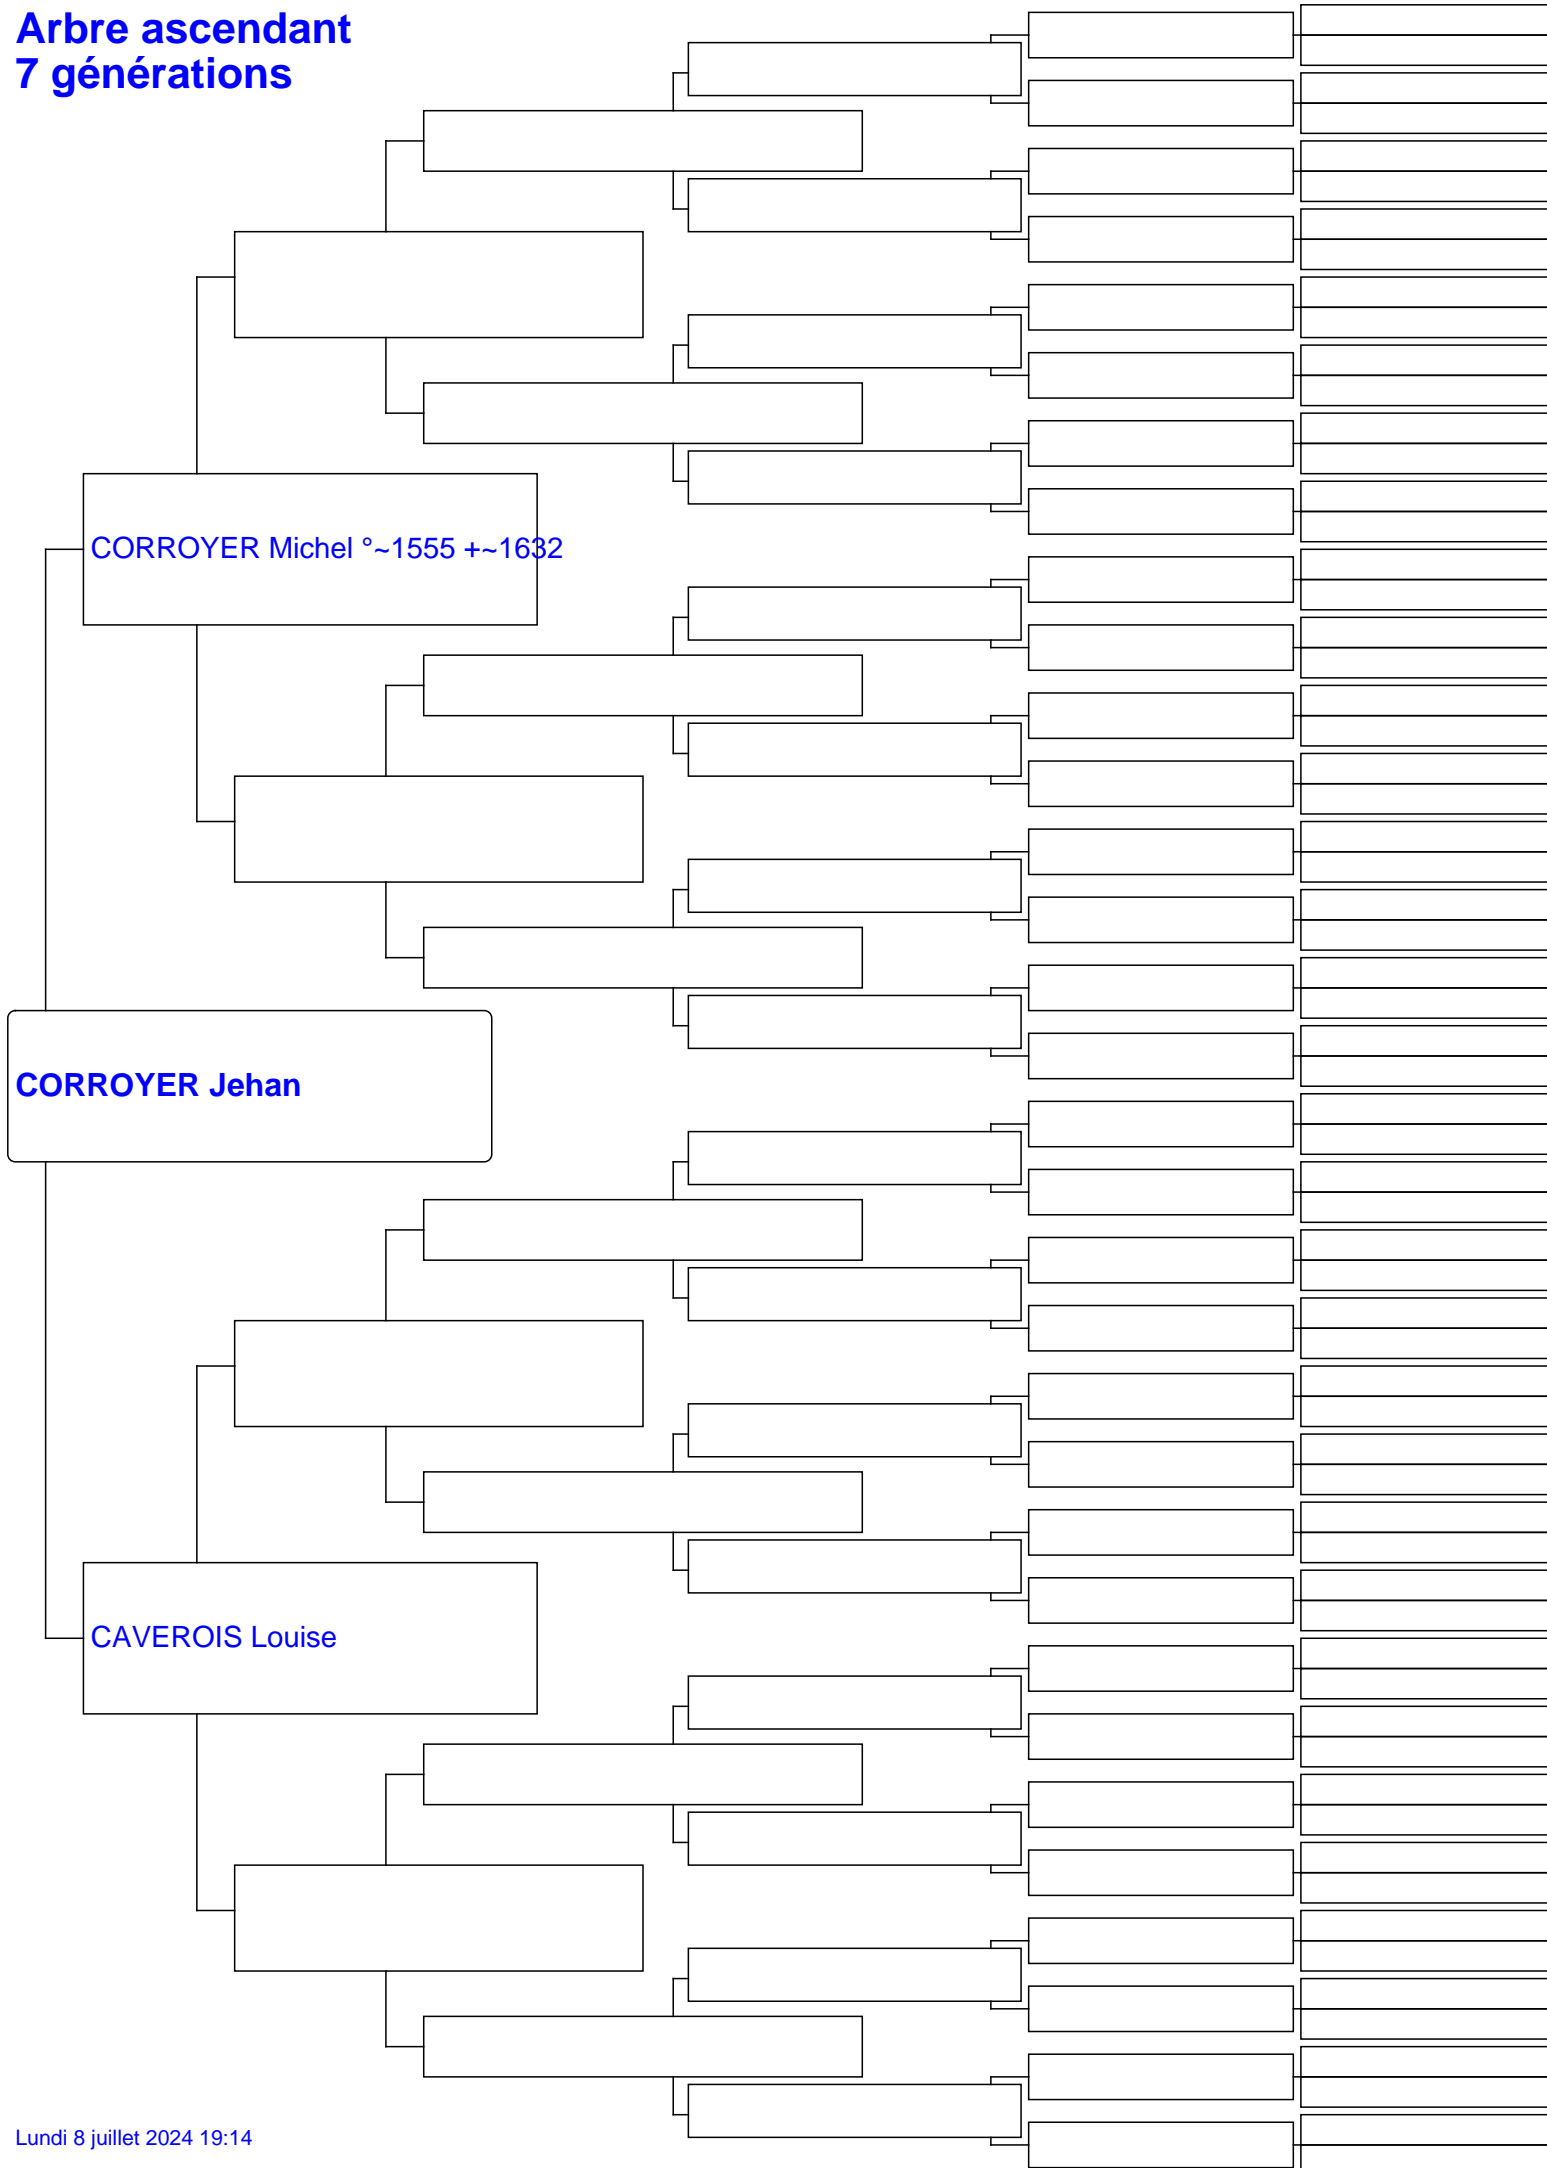 Arbre ascendant
7 générations
CORROYER Michel °~1555 +~1632
CORROYER Jehan
CAVEROIS Louise
Lundi 8 juillet 2024 19:14